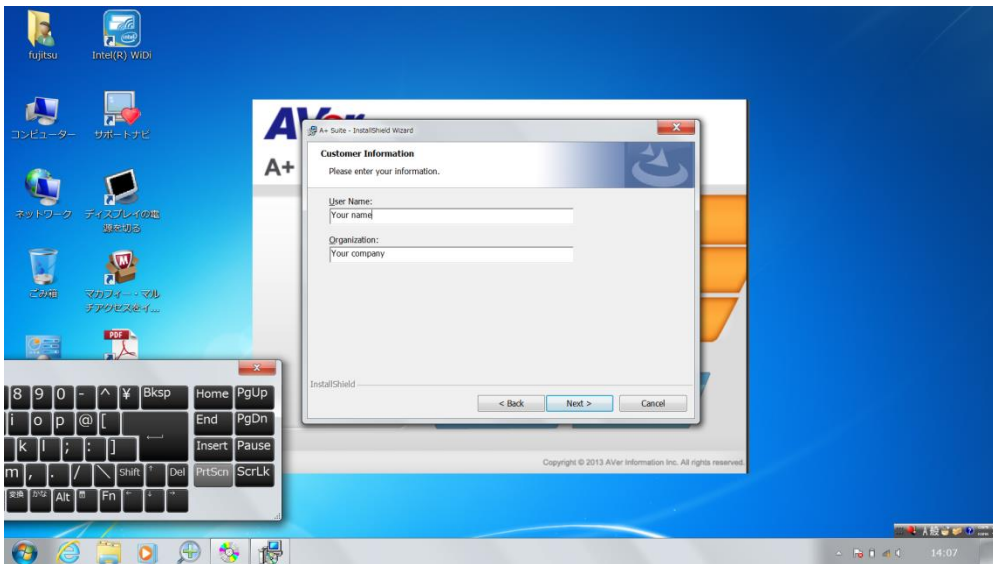 fujitsu
Intel(R) WiDi
コンピューター
サポートナビ
ネットワーク
ディスプレイの電
源を切る
ごみ箱
マカフィー・マル
チアクセスをイ...
PDF
AVer
A+
A+ Suite - InstallShield Wizard
Customer Information
Please enter your information.
User Name:
Your name
Organization:
Your company
InstallShield
< Back
Next >
Cancel
Copyright © 2013 AVer Information Inc. All rights reserved.
8 9 0 - ^ ¥ Bksp Home PgUp
i o p @ [ End PgDn
k l ; : ] Insert Pause
m , . / \ Shift ↑ Del PrtScn ScrLk
変換 かな Alt Fn ← ↓ →
A 般
14:07